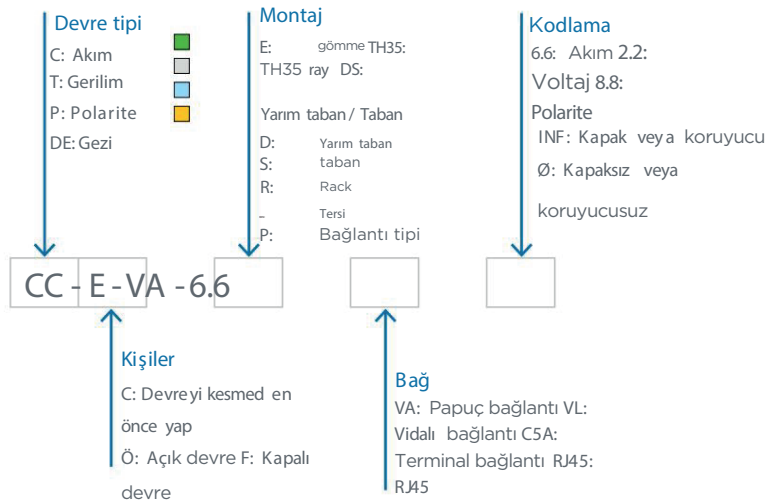 Devre tipi
C: Akım
T: Gerilim
P: Polarite
DE: Gezi
Montaj
E: gömme TH35:
TH35 ray DS:
Yarım taban / Taban
D: Yarım taban
S: taban
R: Rack
- Tersi
P: Bağlantı tipi
Kodlama
6.6: Akım 2.2:
Voltaj 8.8:
Polarite
INF: Kapak veya koruyucu
Ø: Kapaksız veya
koruyucusuz
CC - E - VA - 6.6
Kişiler
C: Devreyi kesmed en
önce yap
Ö: Açık devre F: Kapalı
devre
Bağ
VA: Papuç bağlantı VL:
Vidalı bağlantı C5A:
Terminal bağlantı RJ45:
RJ45